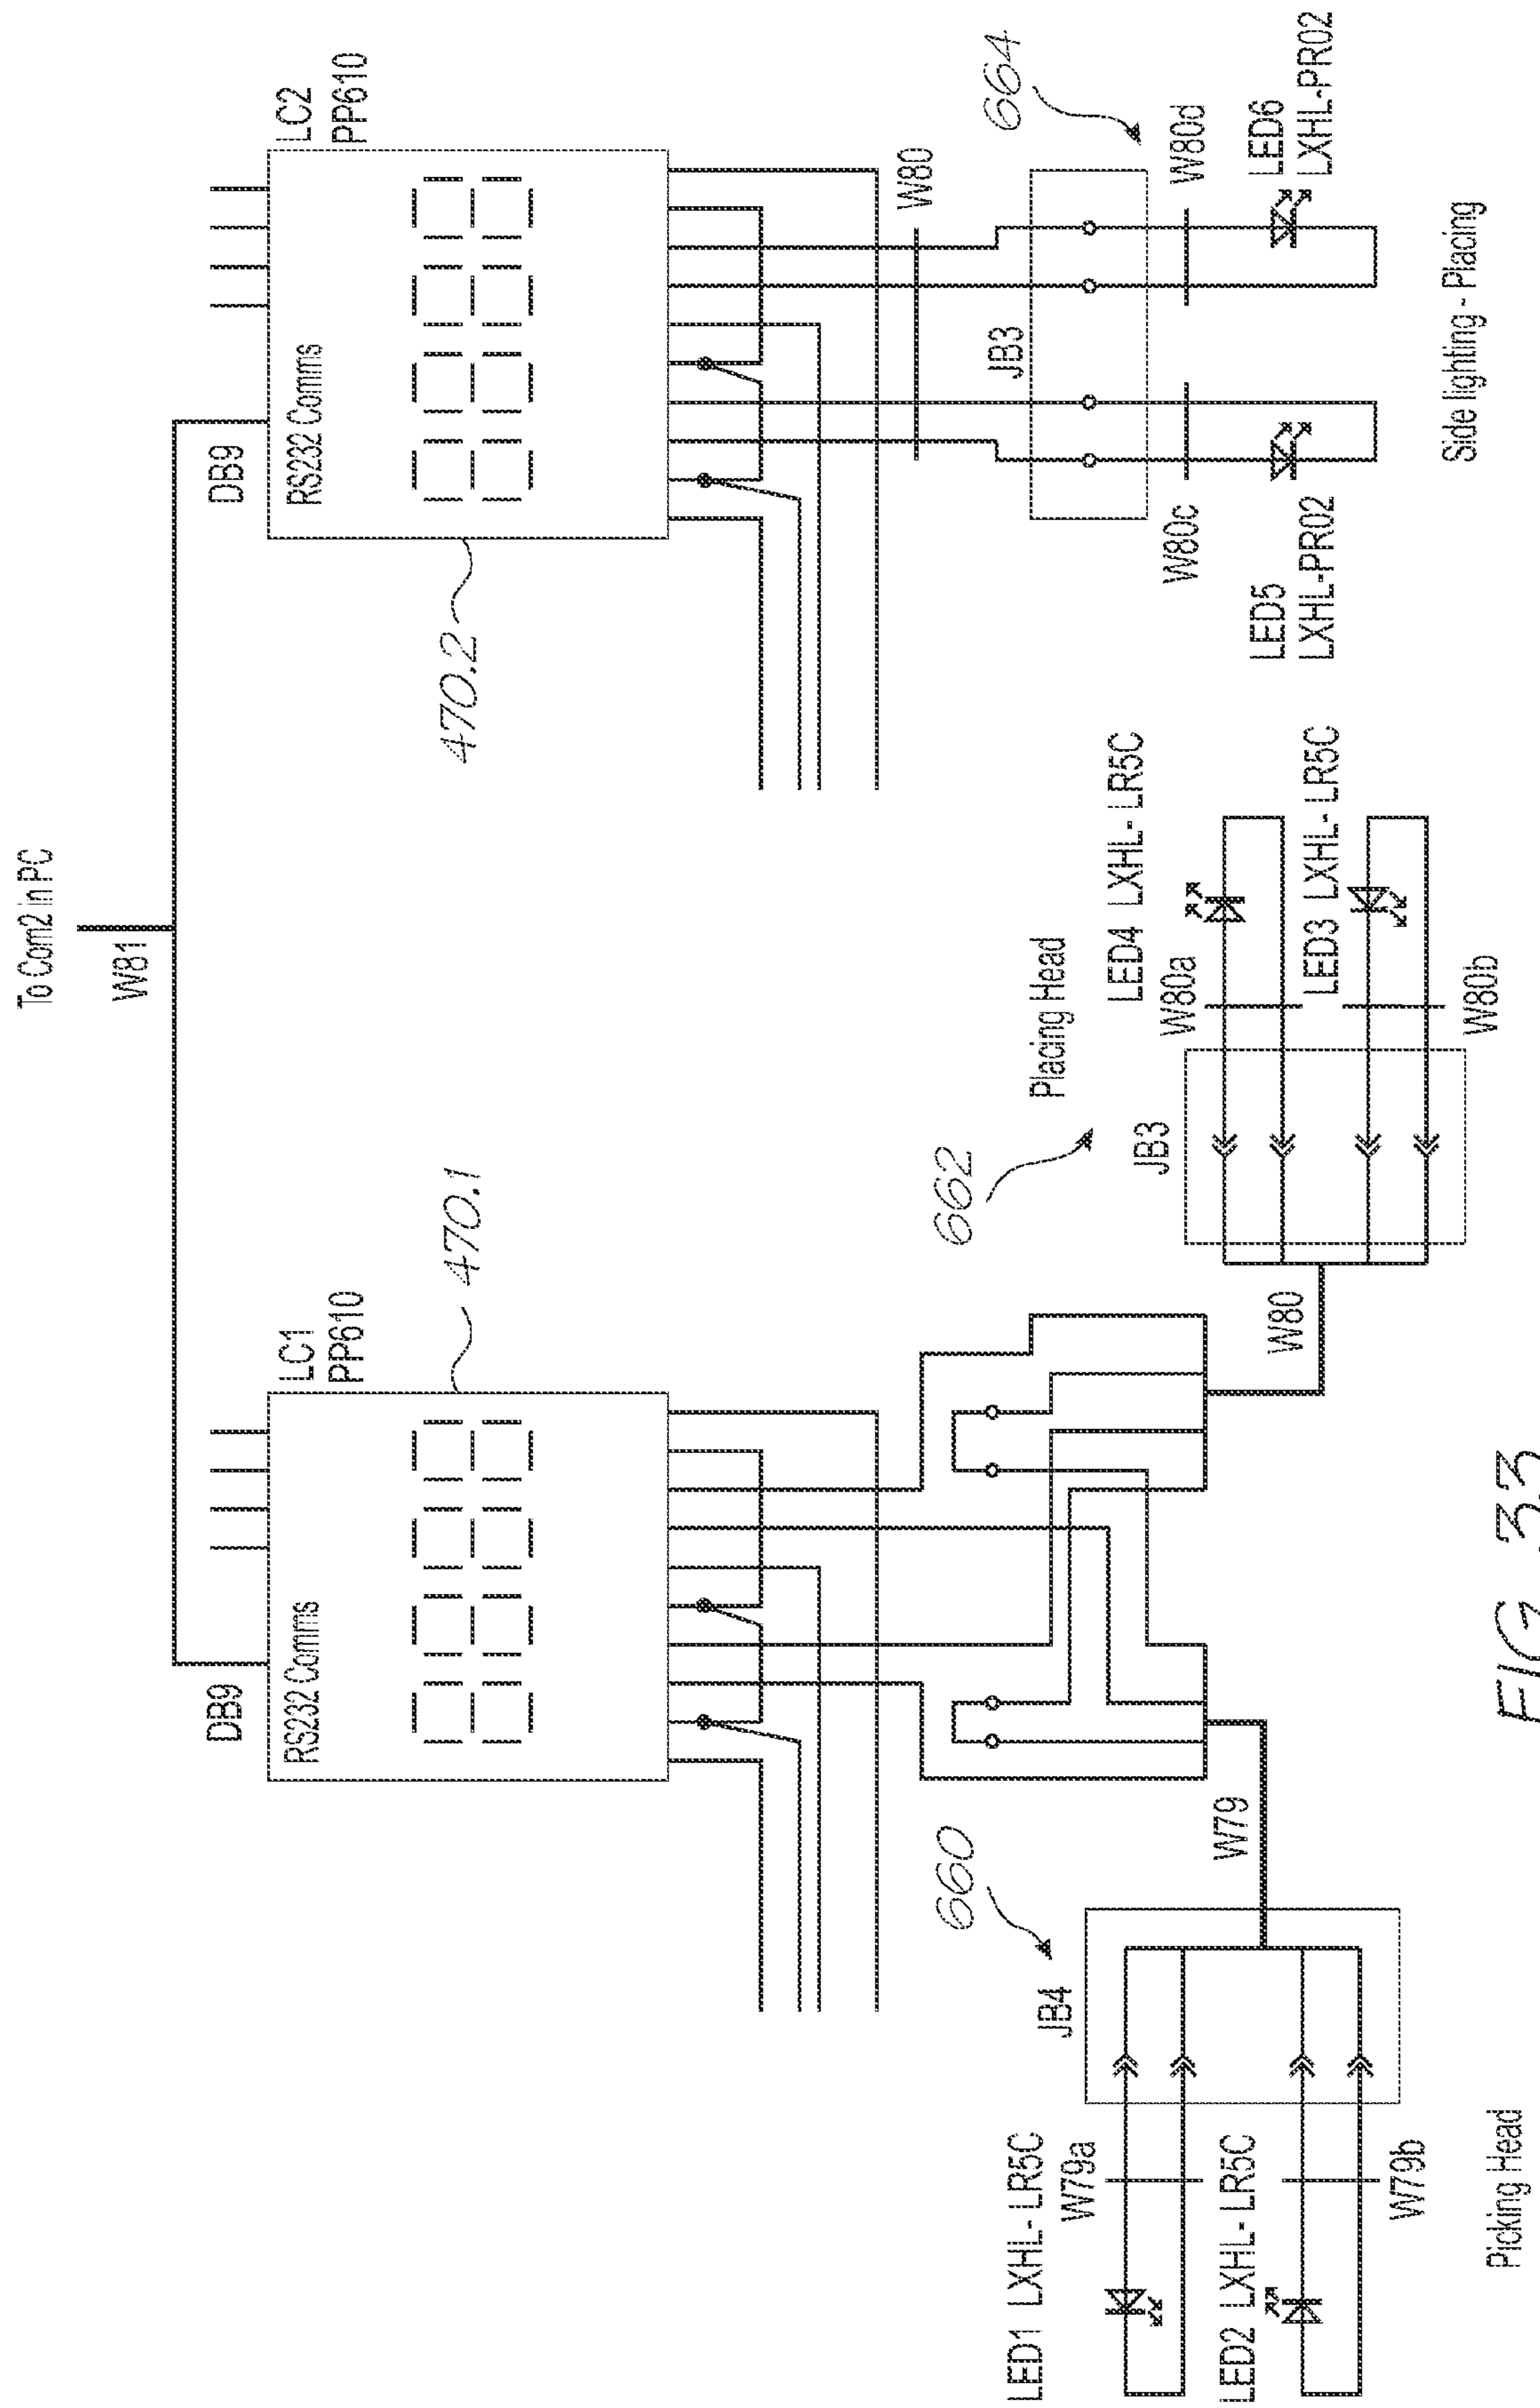 To Com2 in PC
W81
DB9
RS232 Comms
LC1
PP610
470.1
DB9
RS232 Comms
LC2
PP610
470.2
660
JB4
W79
LED1 LXHL-LR5C
W79a
LED2 LXHL-LR5C
W79b
Picking Head
662
Placing Head
JB3
W80
LED4 LXHL-LR5C
W80a
LED3 LXHL-LR5C
W80b
W80
JB3
664
W80c
W80d
LED5
LXHL-PR02
LED6
LXHL-PR02
Side lighting - Placing
FIG. 33